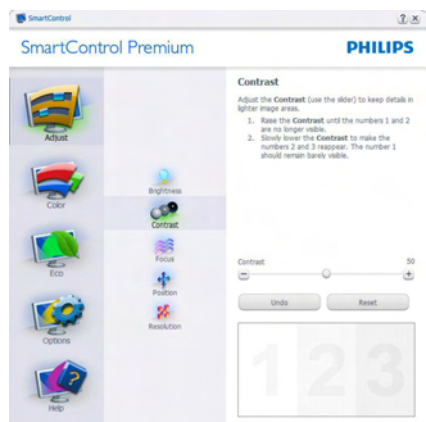 SmartControl
SmartControl Premium
PHILIPS
Adjust
Color
Eco
Options
Help
Brightness
Contrast
Focus
Position
Resolution
Contrast
Adjust the Contrast (use the slider) to keep details in
lighter image areas.
1. Raise the Contrast until the numbers 1 and 2
are no longer visible.
2. Slowly lower the Contrast to make the
numbers 2 and 3 reappear. The number 1
should remain barely visible.
Contrast
50
Undo
Reset
1 2 3